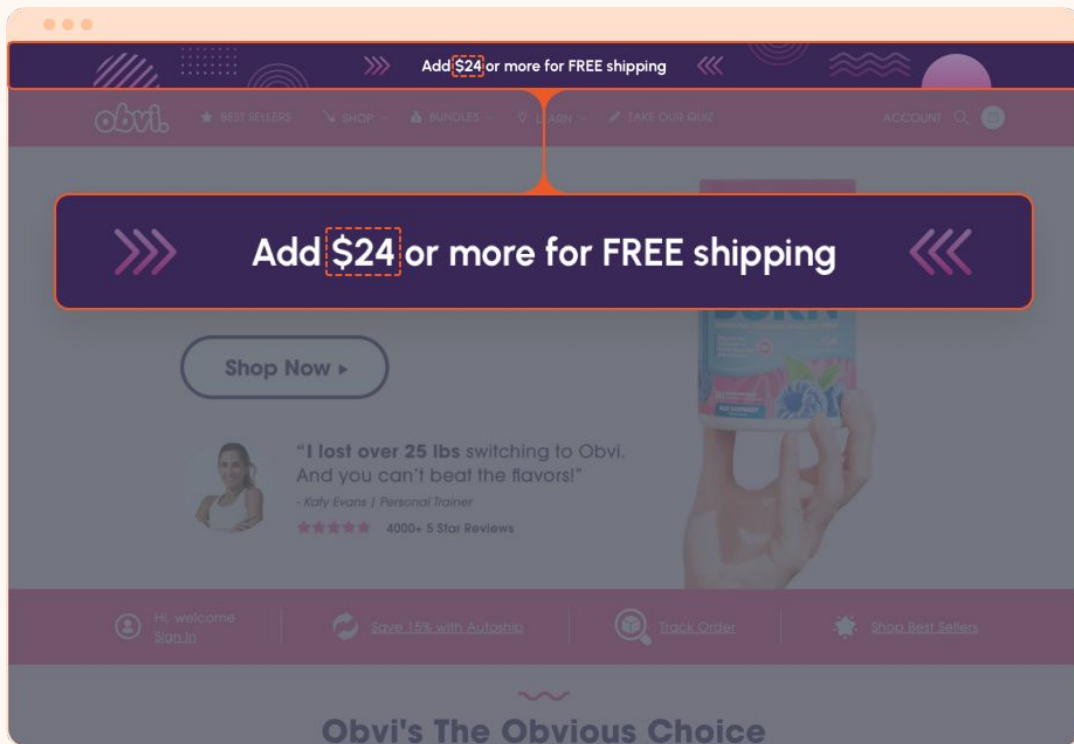 Add $24 or more for FREE shipping
obvi.
BEST SELLERS
SHOP
BUNDLES
LEARN
TAKE OUR QUIZ
ACCOUNT
Add $24 or more for FREE shipping
BURN
Shop Now
BLUE RASPBERRY
“I lost over 25 lbs switching to Obvi.
And you can’t beat the flavors!”
- Katy Evans | Personal Trainer
4000+ 5 Star Reviews
Hi, welcome
Sign In
Save 15% with Autoship
Track Order
Shop Best Sellers
Obvi's The Obvious Choice